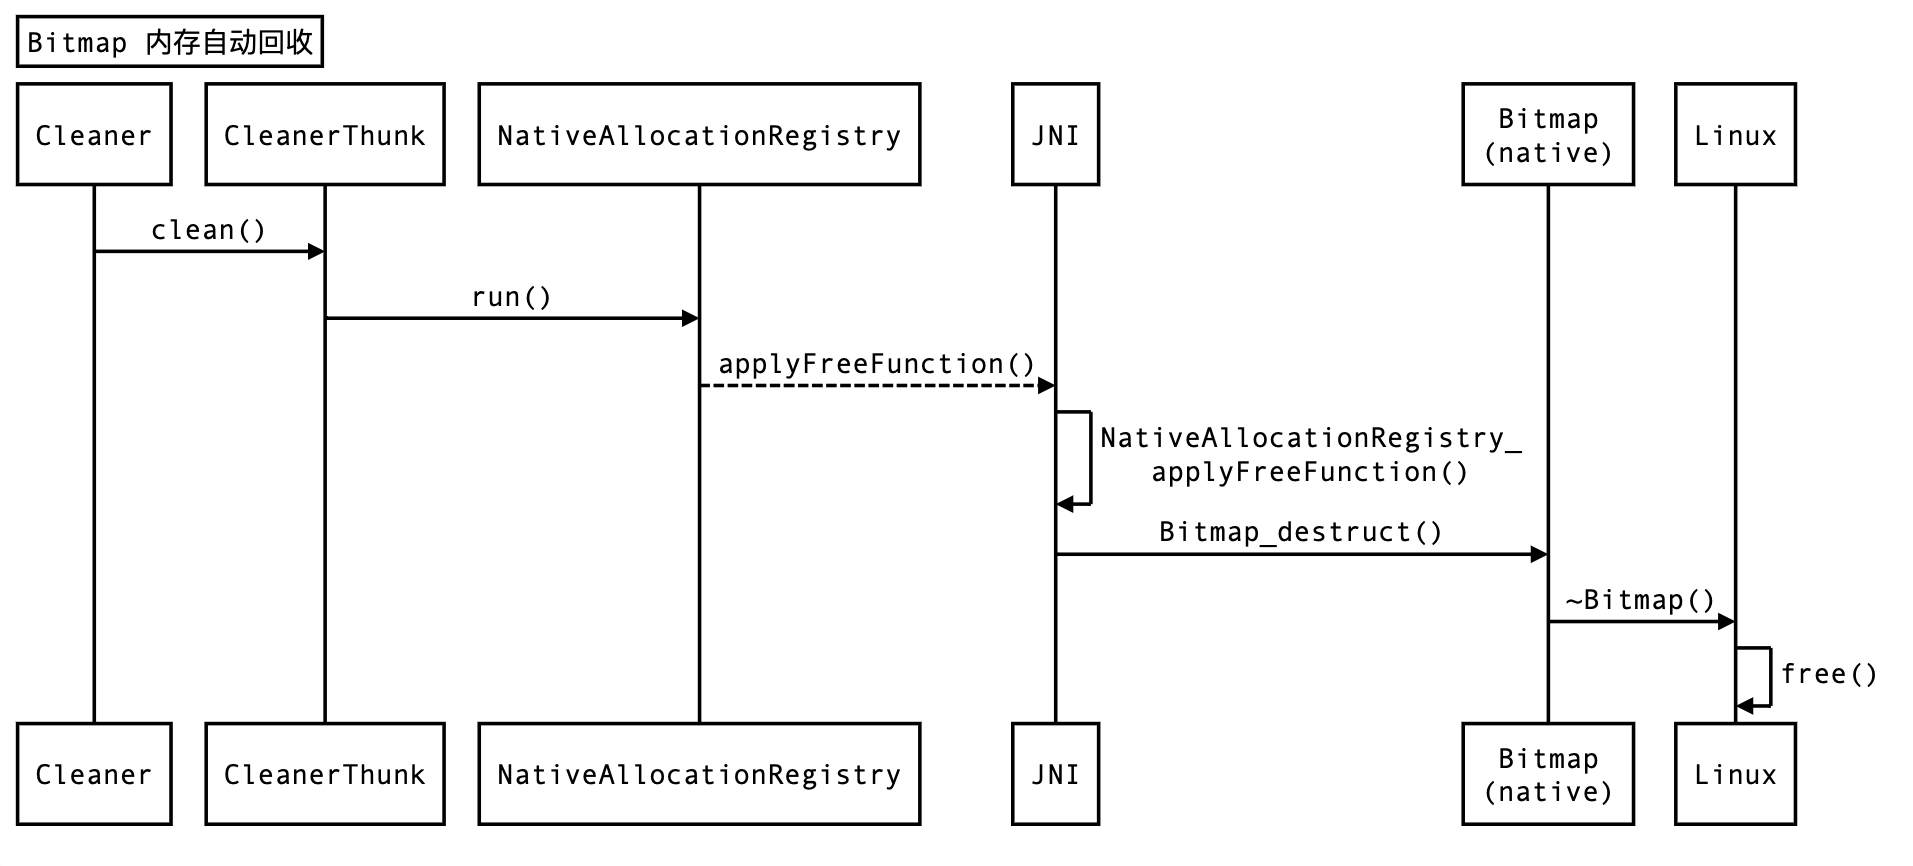 Bitmap 内存自动回收
Cleaner
CleanerThunk
NativeAllocationRegistry
JNI
Bitmap
(native)
Linux
clean()
run()
applyFreeFunction()
NativeAllocationRegistry_
applyFreeFunction()
Bitmap_destruct()
~Bitmap()
free()
Cleaner
CleanerThunk
NativeAllocationRegistry
JNI
Bitmap
(native)
Linux